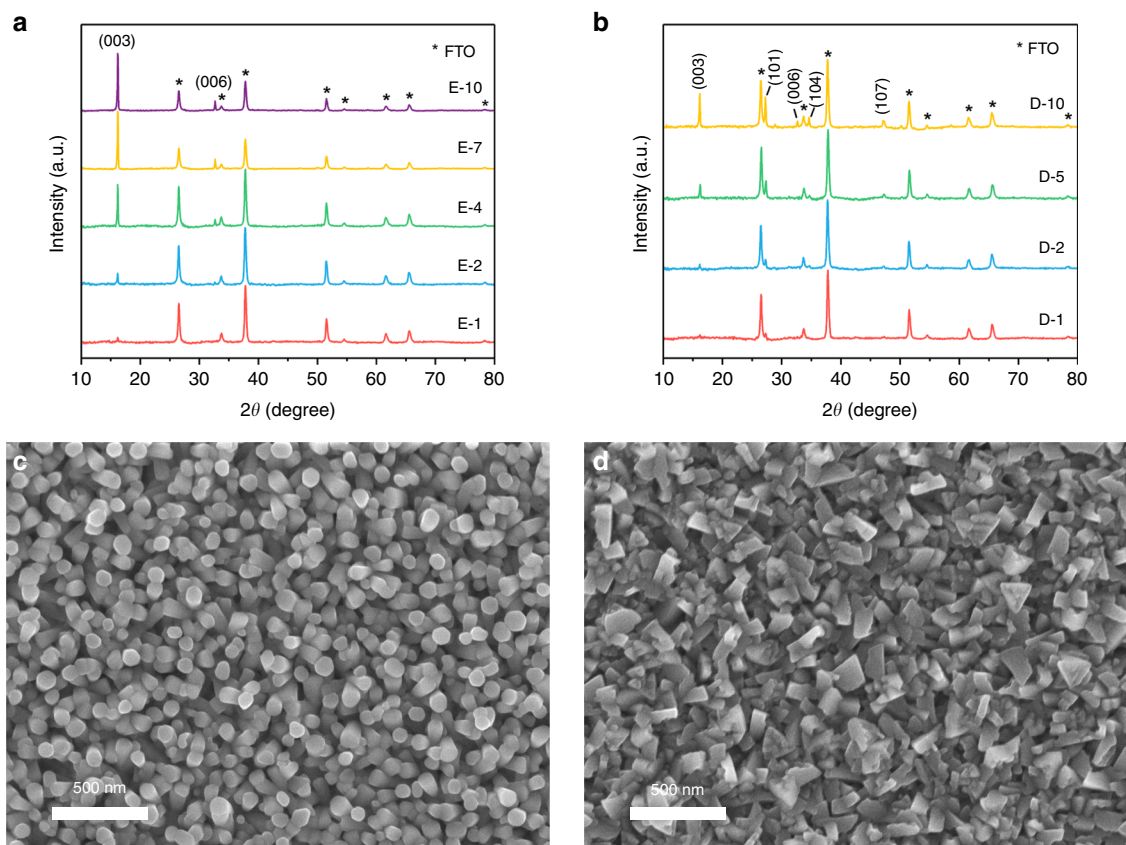 a
(003)
* FTO
(006)
* * * * * * * *
E-10
E-7
E-4
E-2
E-1
Intensity (a.u.)
10 20 30 40 50 60 70 80
2θ (degree)
b
(003)
(101)
(006)
(104)
(107)
* FTO
* * * * * * * *
D-10
D-5
D-2
D-1
Intensity (a.u.)
10 20 30 40 50 60 70 80
2θ (degree)
c
500 nm
d
500 nm